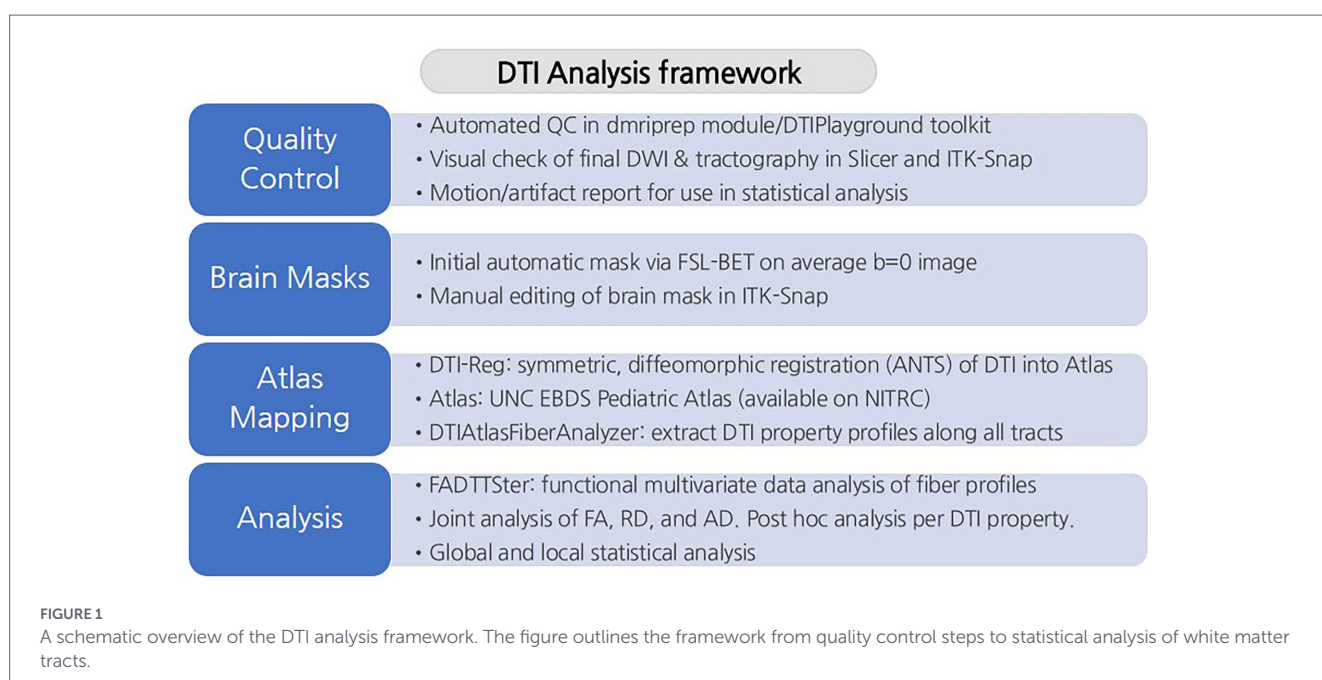 DTI Analysis framework
Quality
Control
• Automated QC in dmriprep module/DTIPlayground toolkit
• Visual check of final DWI & tractography in Slicer and ITK-Snap
• Motion/artifact report for use in statistical analysis
Brain Masks
• Initial automatic mask via FSL-BET on average b=0 image
• Manual editing of brain mask in ITK-Snap
Atlas
Mapping
• DTI-Reg: symmetric, diffeomorphic registration (ANTS) of DTI into Atlas
• Atlas: UNC EBDS Pediatric Atlas (available on NITRC)
• DTIAtlasFiberAnalyzer: extract DTI property profiles along all tracts
Analysis
• FADTTSter: functional multivariate data analysis of fiber profiles
• Joint analysis of FA, RD, and AD. Post hoc analysis per DTI property.
• Global and local statistical analysis
FIGURE 1
A schematic overview of the DTI analysis framework. The figure outlines the framework from quality control steps to statistical analysis of white matter
tracts.